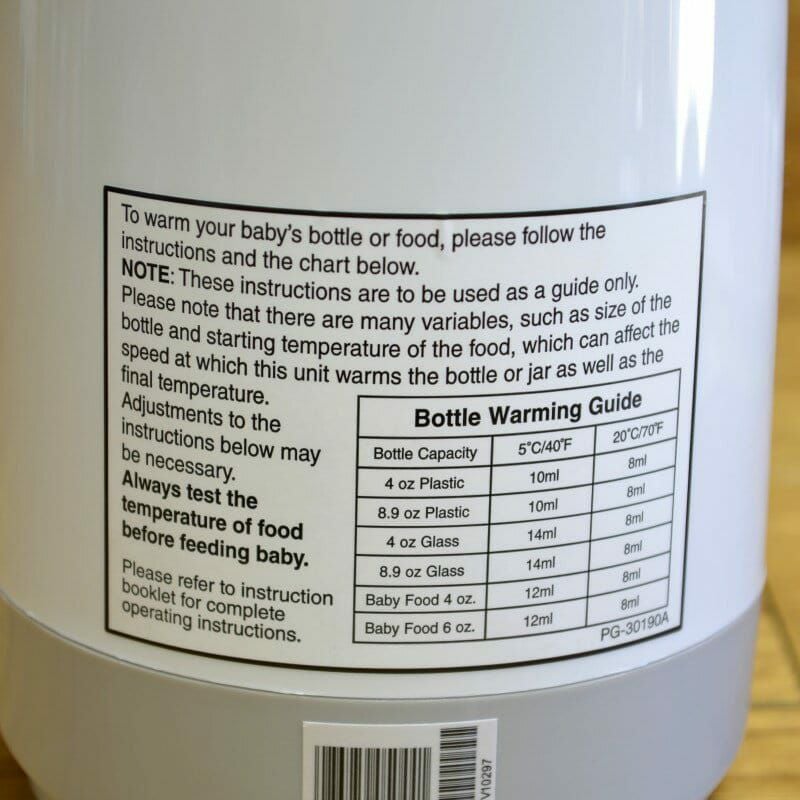 To warm your baby's bottle or food, please follow the
instructions and the chart below.
NOTE: These instructions are to be used as a guide only.
Please note that there are many variables, such as size of the
bottle and starting temperature of the food, which can affect the
speed at which this unit warms the bottle or jar as well as the
final temperature.
Adjustments to the
instructions below may
be necessary.
Always test the
temperature of food
before feeding baby.
Please refer to instruction
booklet for complete
operating instructions.
Bottle Warming Guide
Bottle Capacity 5°C/40°F 20°C/70°F
4 oz Plastic 10ml 8ml
8.9 oz Plastic 10ml 8ml
4 oz Glass 14ml 8ml
8.9 oz Glass 14ml 8ml
Baby Food 4 oz. 12ml 8ml
Baby Food 6 oz. 12ml 8ml
PG-30190A
V10297